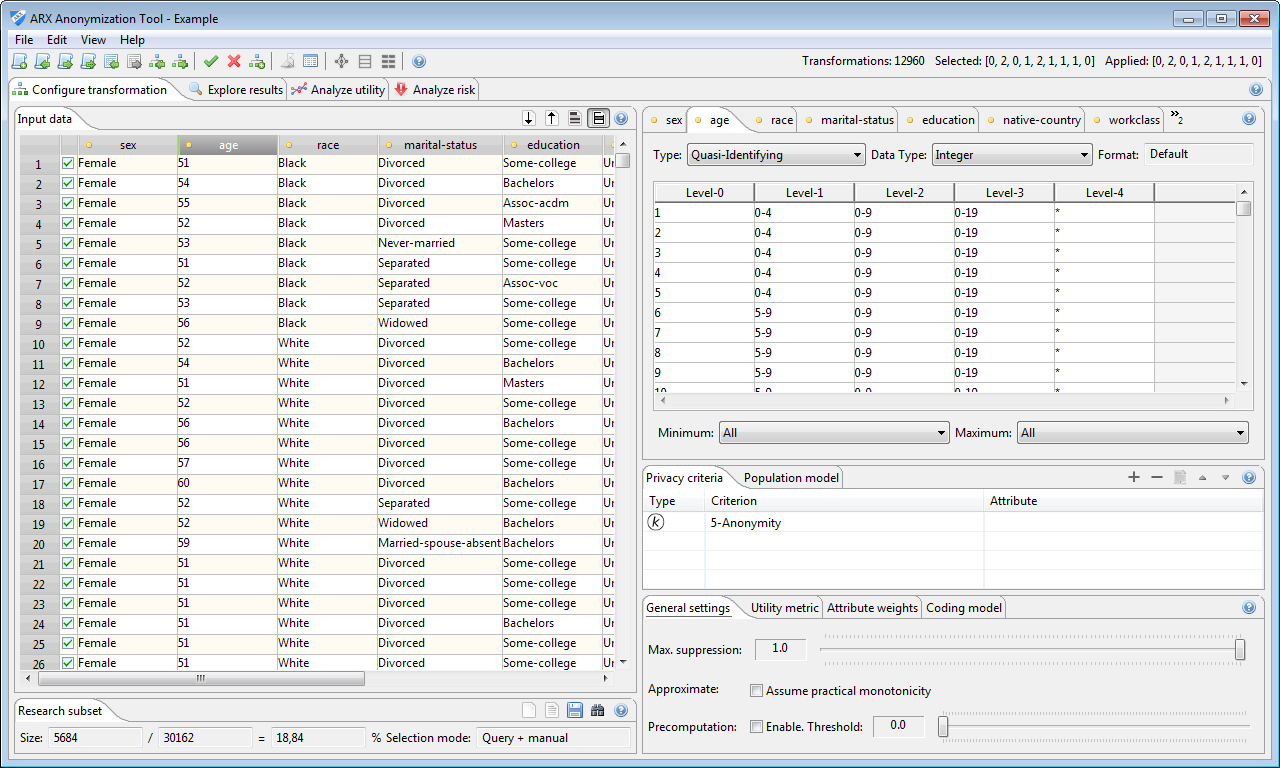 ARX Anonymization Tool - Example
File Edit View Help
Transformations: 12960 Selected: [0, 2, 0, 1, 2, 1, 1, 1, 0] Applied: [0, 2, 0, 1, 2, 1, 1, 1, 0]
Configure transformation Explore results Analyze utility Analyze risk
Input data
sex age race marital-status education
1 Female 51 Black Divorced Some-college Ur
2 Female 54 Black Divorced Bachelors Ur
3 Female 55 Black Divorced Assoc-acdm Ur
4 Female 52 Black Divorced Masters Ur
5 Female 53 Black Never-married Some-college Ur
6 Female 51 Black Separated Some-college Ur
7 Female 52 Black Separated Assoc-voc Ur
8 Female 53 Black Separated Some-college Ur
9 Female 56 Black Widowed Some-college Ur
10 Female 52 White Divorced Some-college Ur
11 Female 54 White Divorced Bachelors Ur
12 Female 51 White Divorced Masters Ur
13 Female 52 White Divorced Some-college Ur
14 Female 56 White Divorced Bachelors Ur
15 Female 56 White Divorced Some-college Ur
16 Female 57 White Divorced Some-college Ur
17 Female 60 White Divorced Bachelors Ur
18 Female 52 White Separated Some-college Ur
19 Female 52 White Widowed Bachelors Ur
20 Female 59 White Married-spouse-absent Bachelors Ur
21 Female 51 White Divorced Some-college Ur
22 Female 51 White Divorced Some-college Ur
23 Female 51 White Divorced Some-college Ur
24 Female 51 White Divorced Bachelors Ur
25 Female 51 White Divorced Some-college Ur
26 Female 51 White Divorced Some-college Ur
Research subset
Size: 5684 / 30162 = 18,84 % Selection mode: Query + manual
sex age race marital-status education native-country workclass »2
Type: Quasi-Identifying Data Type: Integer Format: Default
Level-0 Level-1 Level-2 Level-3 Level-4
1 0-4 0-9 0-19 *
2 0-4 0-9 0-19 *
3 0-4 0-9 0-19 *
4 0-4 0-9 0-19 *
5 0-4 0-9 0-19 *
6 5-9 0-9 0-19 *
7 5-9 0-9 0-19 *
8 5-9 0-9 0-19 *
9 5-9 0-9 0-19 *
10 5-9 0-9 0-19 *
Minimum: All Maximum: All
Privacy criteria Population model
Type Criterion Attribute
k 5-Anonymity
General settings Utility metric Attribute weights Coding model
Max. suppression: 1.0
Approximate: Assume practical monotonicity
Precomputation: Enable. Threshold: 0.0